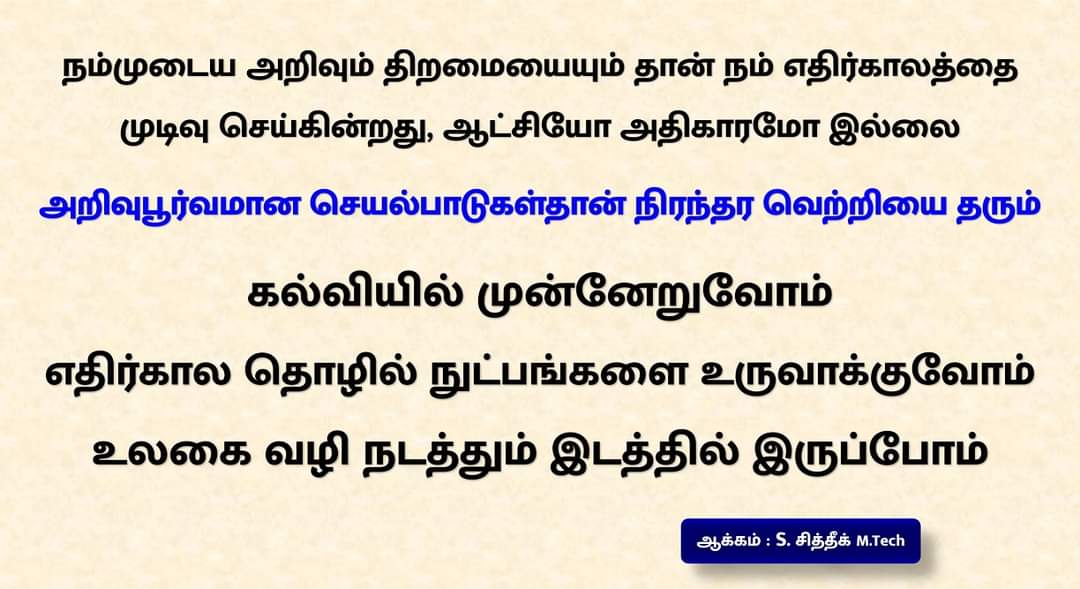 நம்முடைய அறிவும் திறமையையும் தான் நம் எதிர்காலத்தை
முடிவு செய்கின்றது, ஆட்சியோ அதிகாரமோ இல்லை
அறிவுபூர்வமான செயல்பாடுகள்தான் நிரந்தர வெற்றியை தரும்
கல்வியில் முன்னேறுவோம்
எதிர்கால தொழில் நுட்பங்களை உருவாக்குவோம்
உலகை வழி நடத்தும் இடத்தில் இருப்போம்
ஆக்கம் : S. சித்தீக் M.Tech